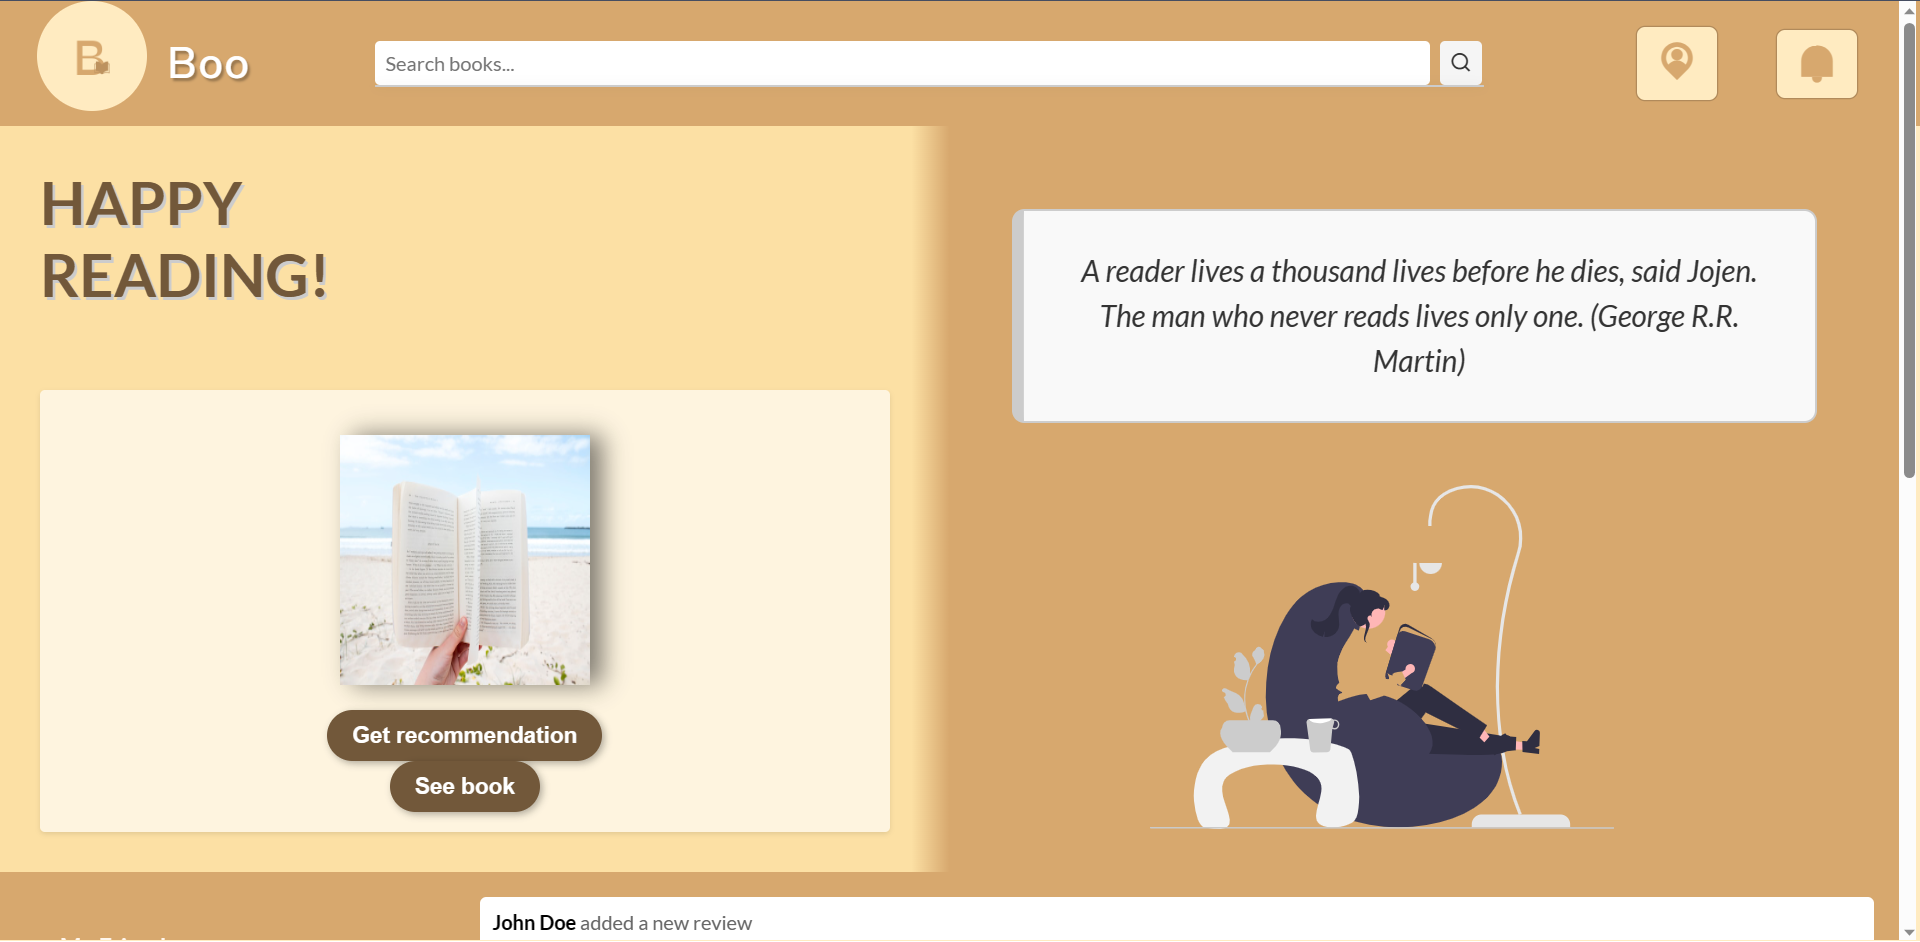 B
Boo
Search books...
HAPPY
READING!
A reader lives a thousand lives before he dies, said Jojen.
The man who never reads lives only one. (George R.R.
Martin)
Get recommendation
See book
John Doe added a new review